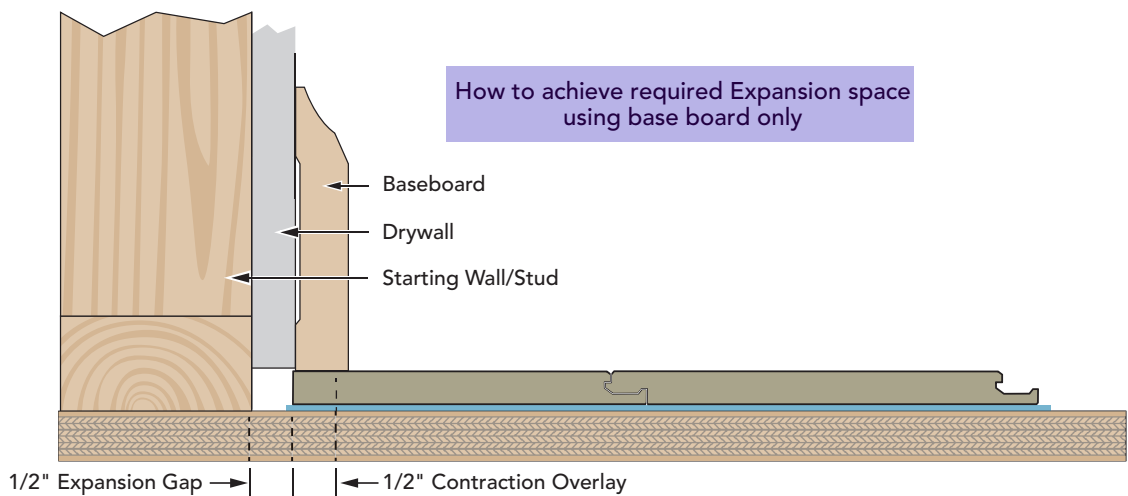 How to achieve required Expansion space
using base board only
Baseboard
Drywall
Starting Wall/Stud
1/2" Expansion Gap
1/2" Contraction Overlay